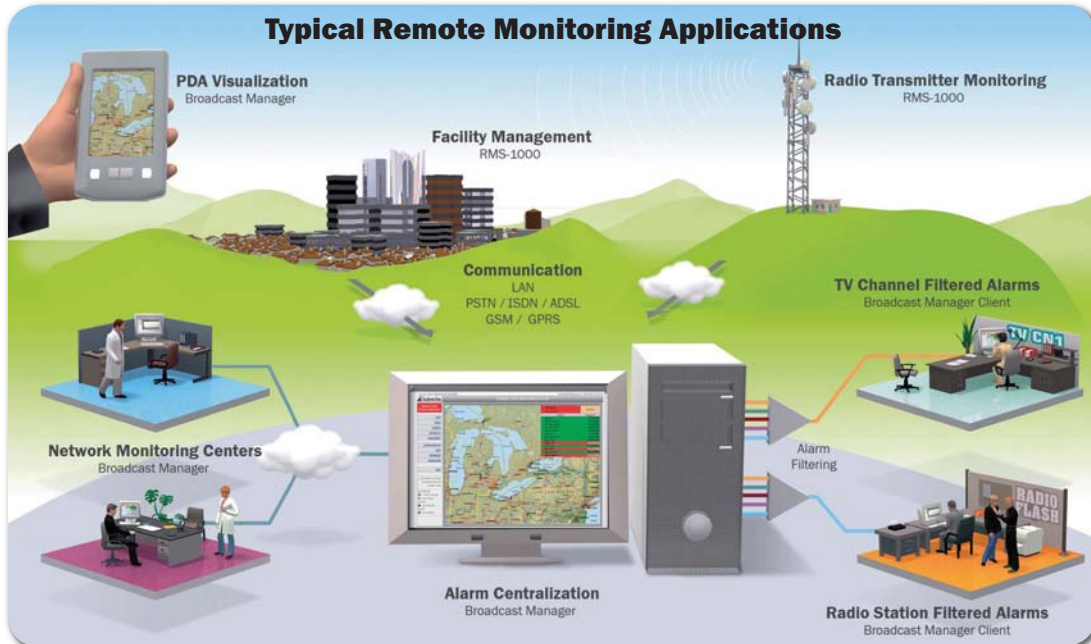 Typical Remote Monitoring Applications
PDA Visualization
Broadcast Manager
Radio Transmitter Monitoring
RMS-1000
Facility Management
RMS-1000
Communication
LAN
PSTN / ISDN / ADSL
GSM / GPRS
TV Channel Filtered Alarms
Broadcast Manager Client
TV CN1
Network Monitoring Centers
Broadcast Manager
Alarm
Filtering
RADIO
FLASH
Alarm Centralization
Broadcast Manager
Radio Station Filtered Alarms
Broadcast Manager Client